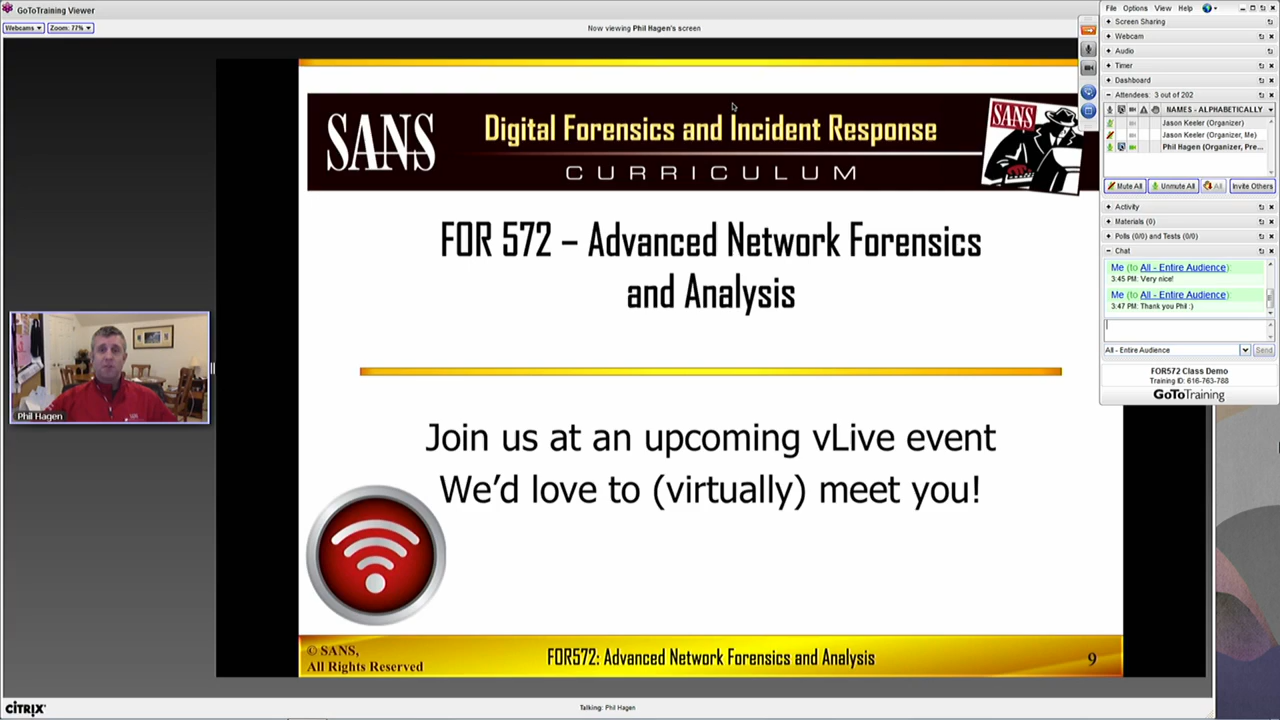 GoToTraining Viewer
Webcams
Zoom: 77%
Now viewing Phil Hagen's screen
File Options View Help
Screen Sharing
Webcam
Audio
Timer
Dashboard
Attendees: 3 out of 202
NAMES - ALPHABETICALLY
Jason Keeler (Organizer)
Jason Keeler (Organizer, Me)
Phil Hagen (Organizer, Pre...
Mute All
Unmute All
All
Invite Others
Activity
Materials (0)
Polls (0/0) and Tests (0/0)
Chat
Me (to All - Entire Audience):
3:45 PM: Very nice!
Me (to All - Entire Audience):
3:47 PM: Thank you Phil :)
All - Entire Audience
Send
FOR572 Class Demo
Training ID: 616-763-788
GoToTraining
SANS
Digital Forensics and Incident Response
CURRICULUM
SANS
FOR 572 – Advanced Network Forensics
and Analysis
Phil Hagen
Join us at an upcoming vLive event
We'd love to (virtually) meet you!
© SANS,
All Rights Reserved
FOR572: Advanced Network Forensics and Analysis
9
CITRIX
Talking: Phil Hagen